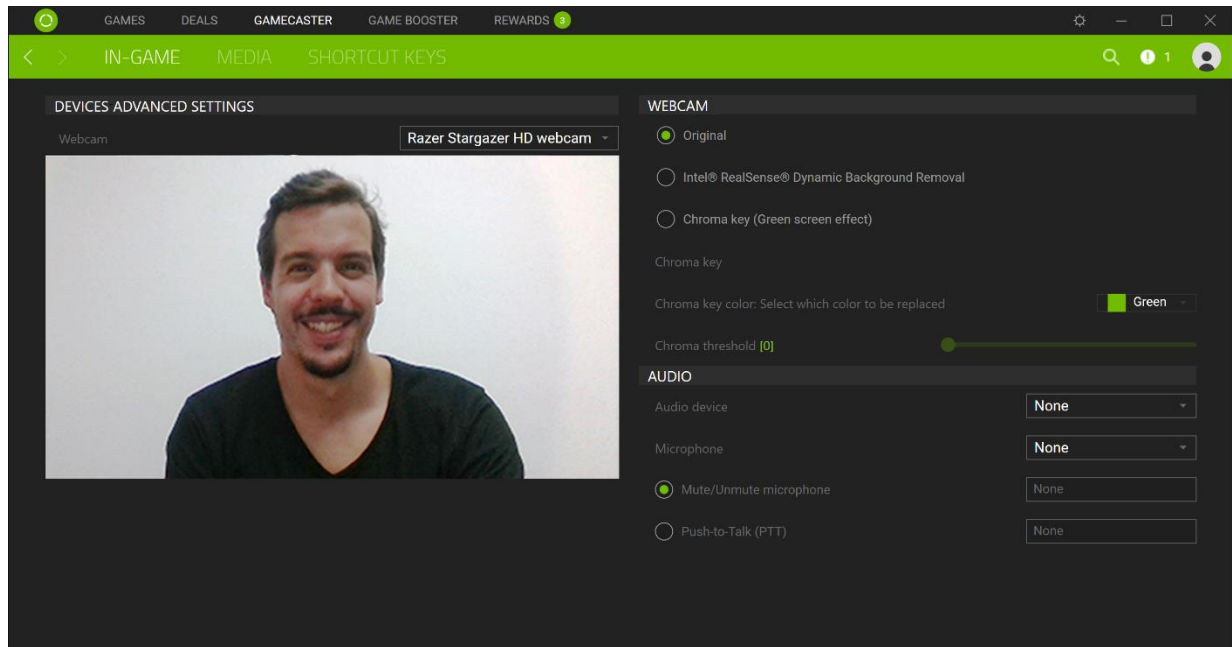 GAMES DEALS GAMECASTER GAME BOOSTER REWARDS 3
IN-GAME MEDIA SHORTCUT KEYS 1
DEVICES ADVANCED SETTINGS
Webcam Razer Stargazer HD webcam
WEBCAM
Original
Intel® RealSense® Dynamic Background Removal
Chroma key (Green screen effect)
Chroma key
Chroma key color: Select which color to be replaced Green
Chroma threshold [0]
AUDIO
Audio device None
Microphone None
Mute/Unmute microphone None
Push-to-Talk (PTT) None